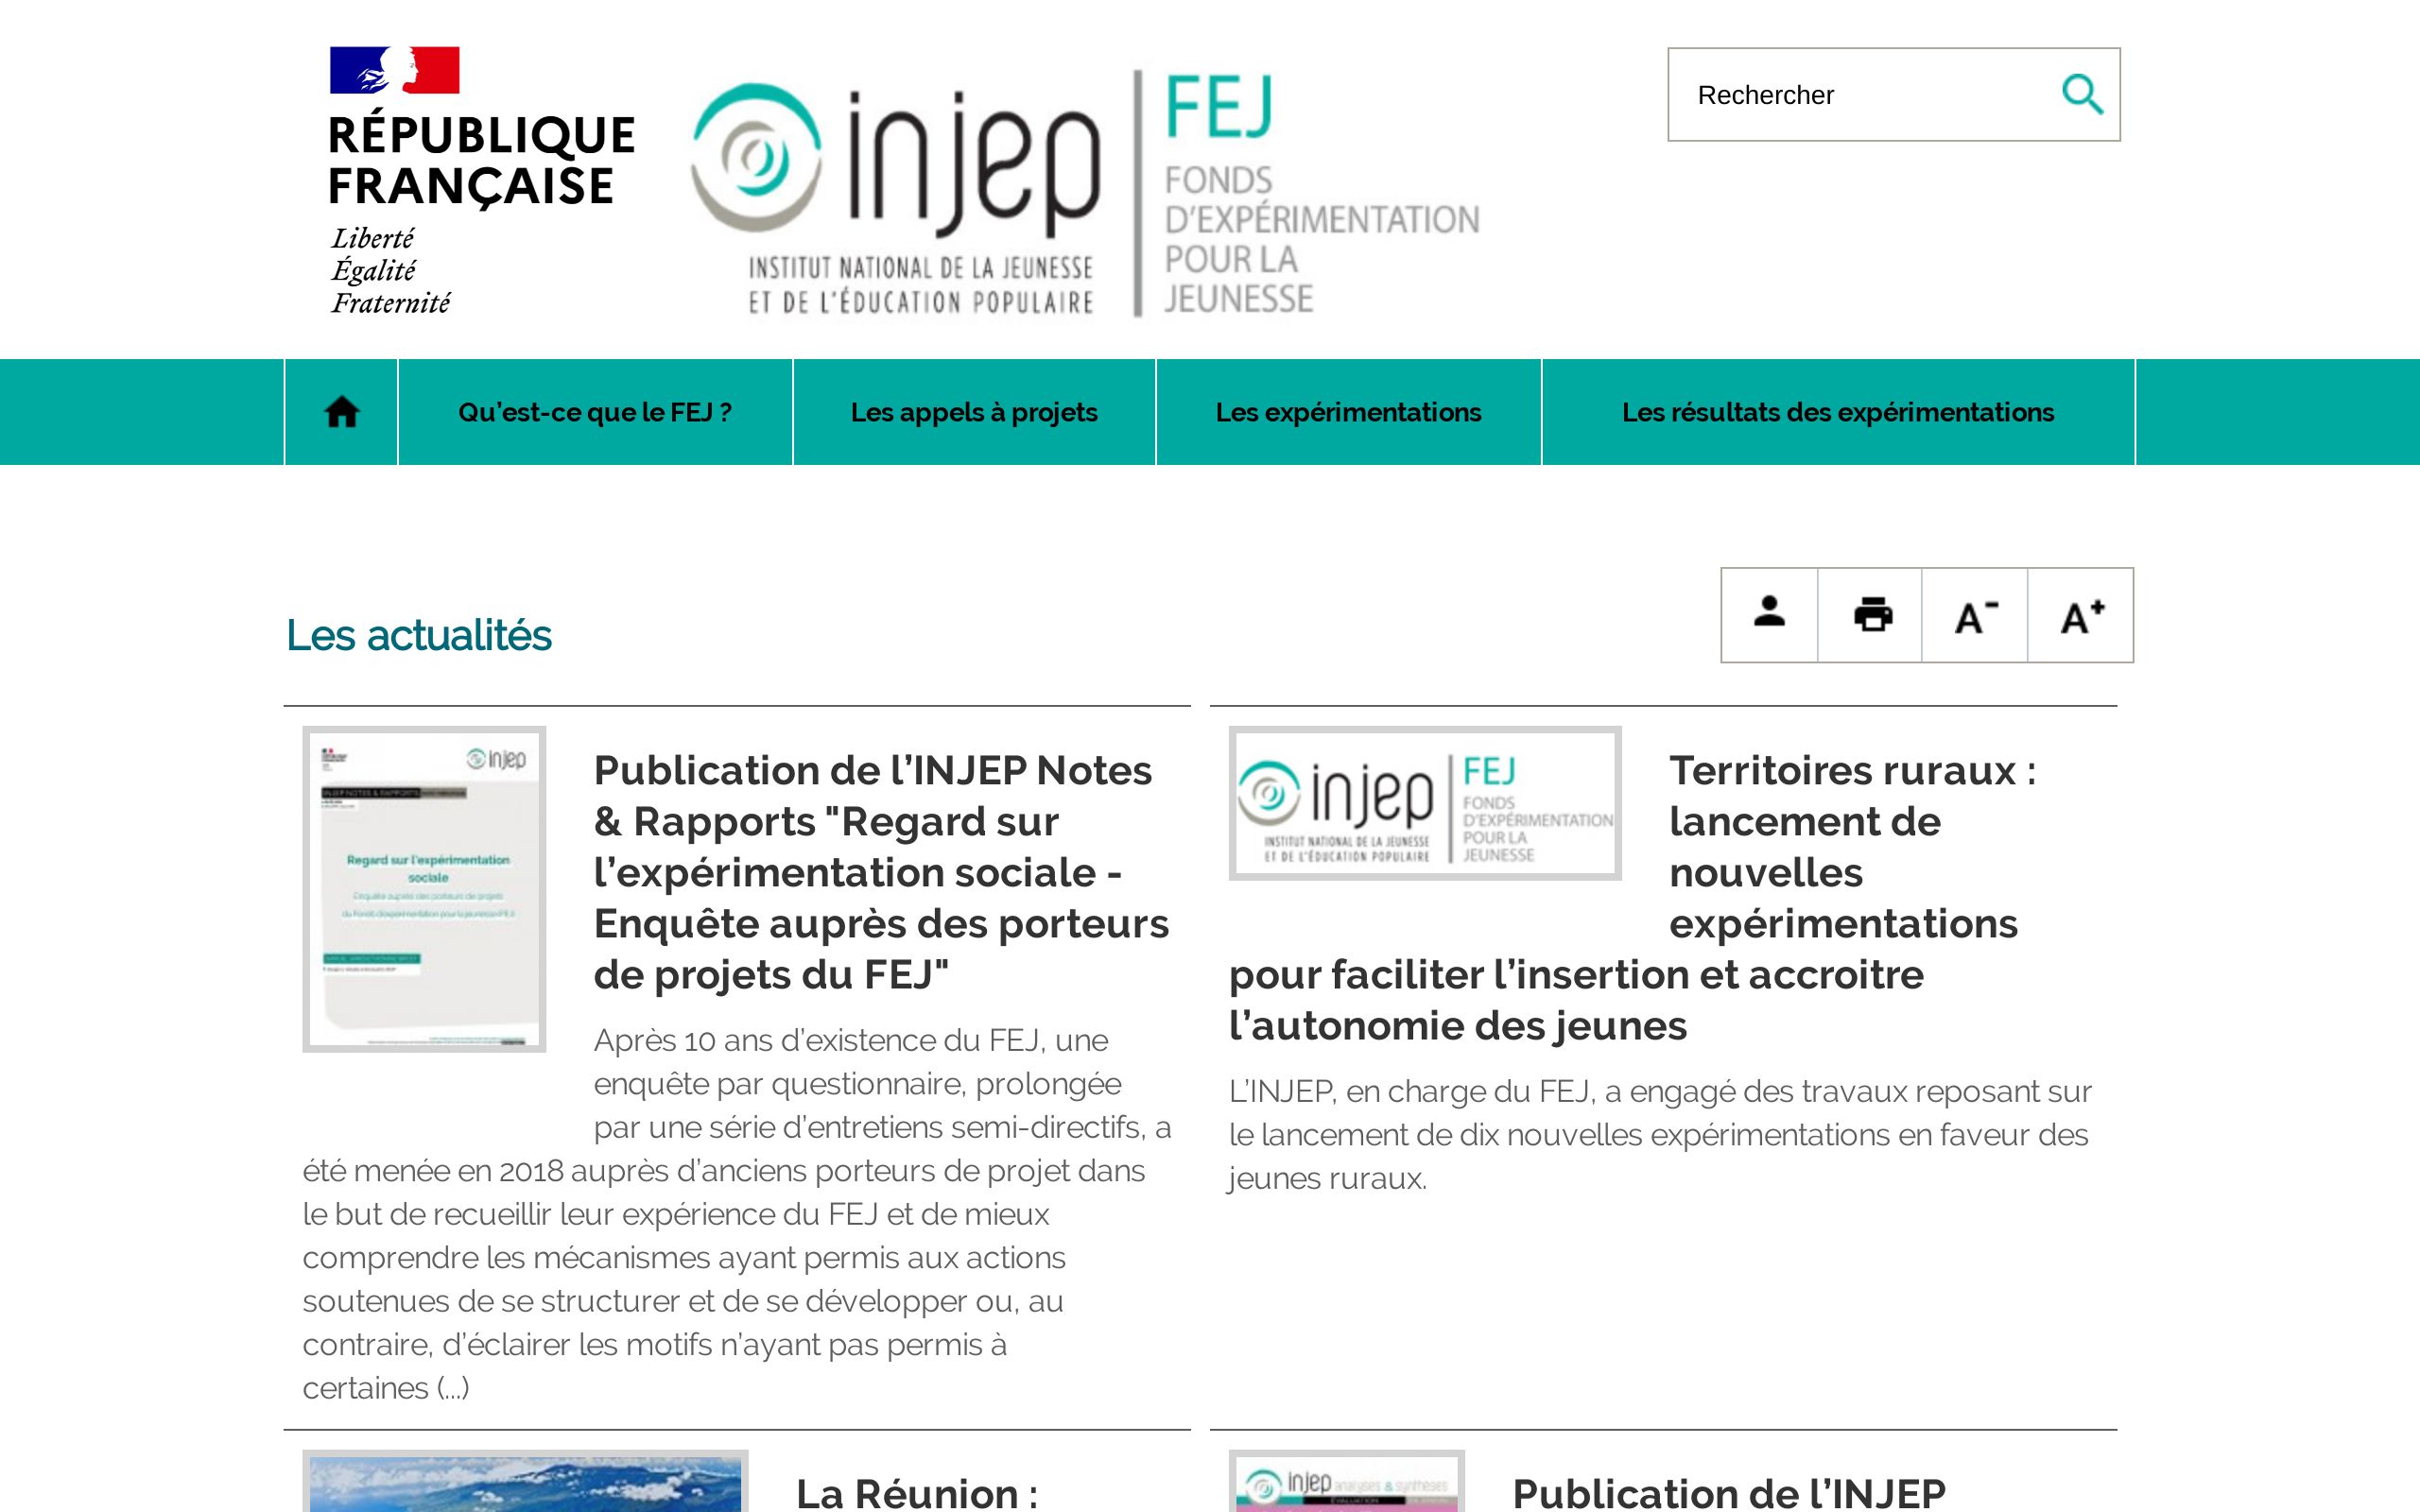 RÉPUBLIQUE
FRANÇAISE
Liberté
Égalité
Fraternité
injep
INSTITUT NATIONAL DE LA JEUNESSE
ET DE L'ÉDUCATION POPULAIRE
FEJ
FONDS
D'EXPÉRIMENTATION
POUR LA
JEUNESSE
Rechercher
Qu’est-ce que le FEJ ?
Les appels à projets
Les expérimentations
Les résultats des expérimentations
Les actualités
A-
A+
injep
Regard sur l'expérimentation
sociale
Publication de l’INJEP Notes
& Rapports "Regard sur
l’expérimentation sociale -
Enquête auprès des porteurs
de projets du FEJ"
Après 10 ans d’existence du FEJ, une
enquête par questionnaire, prolongée
par une série d’entretiens semi-directifs, a
été menée en 2018 auprès d’anciens porteurs de projet dans
le but de recueillir leur expérience du FEJ et de mieux
comprendre les mécanismes ayant permis aux actions
soutenues de se structurer et de se développer ou, au
contraire, d’éclairer les motifs n’ayant pas permis à
certaines (...)
injep
INSTITUT NATIONAL DE LA JEUNESSE
ET DE L'ÉDUCATION POPULAIRE
FEJ
FONDS
D'EXPÉRIMENTATION
POUR LA
JEUNESSE
Territoires ruraux :
lancement de
nouvelles
expérimentations
pour faciliter l’insertion et accroitre
l’autonomie des jeunes
L’INJEP, en charge du FEJ, a engagé des travaux reposant sur
le lancement de dix nouvelles expérimentations en faveur des
jeunes ruraux.
La Réunion :
injep analyses & synthèses
Publication de l’INJEP